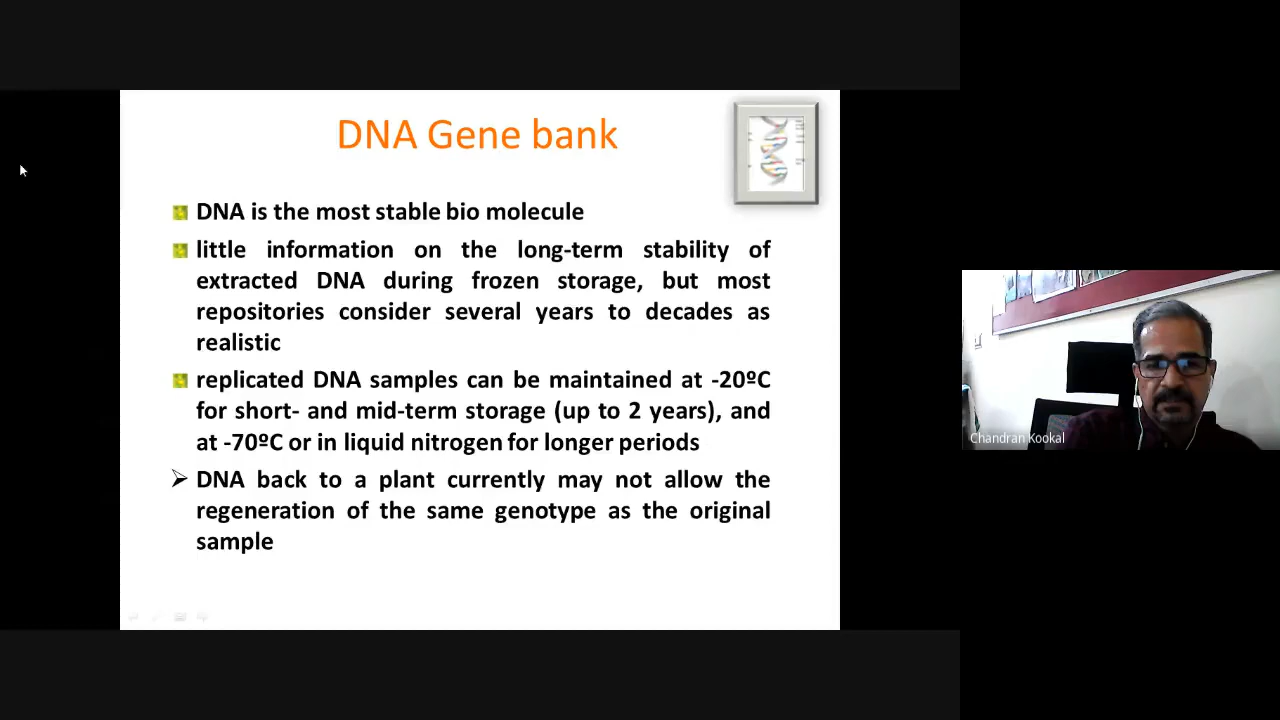 DNA Gene bank
DNA is the most stable bio molecule
little information on the long-term stability of
extracted DNA during frozen storage, but most
repositories consider several years to decades as
realistic
replicated DNA samples can be maintained at -20ºC
for short- and mid-term storage (up to 2 years), and
at -70ºC or in liquid nitrogen for longer periods
DNA back to a plant currently may not allow the
regeneration of the same genotype as the original
sample
Chandran Kookal